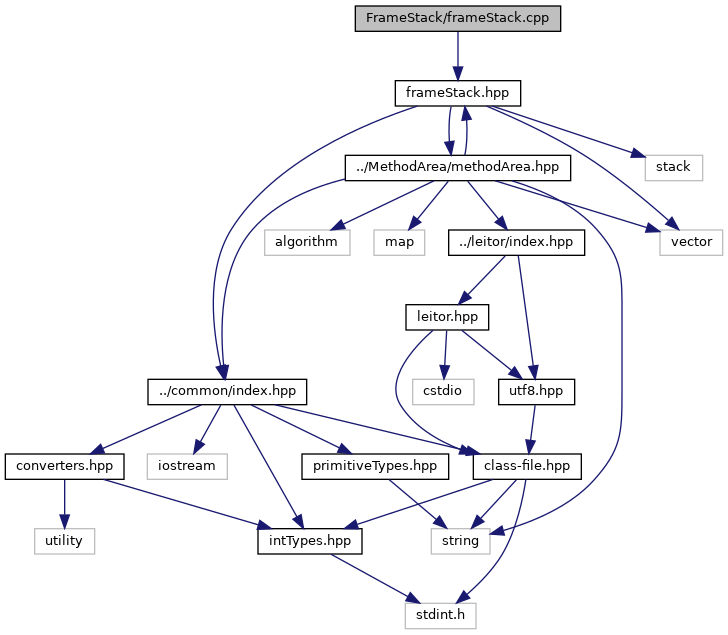 FrameStack/frameStack.cpp
frameStack.hpp
../MethodArea/methodArea.hpp
stack
algorithm
map
../leitor/index.hpp
vector
leitor.hpp
../common/index.hpp
cstdio
utf8.hpp
converters.hpp
iostream
primitiveTypes.hpp
class-file.hpp
utility
intTypes.hpp
string
stdint.h